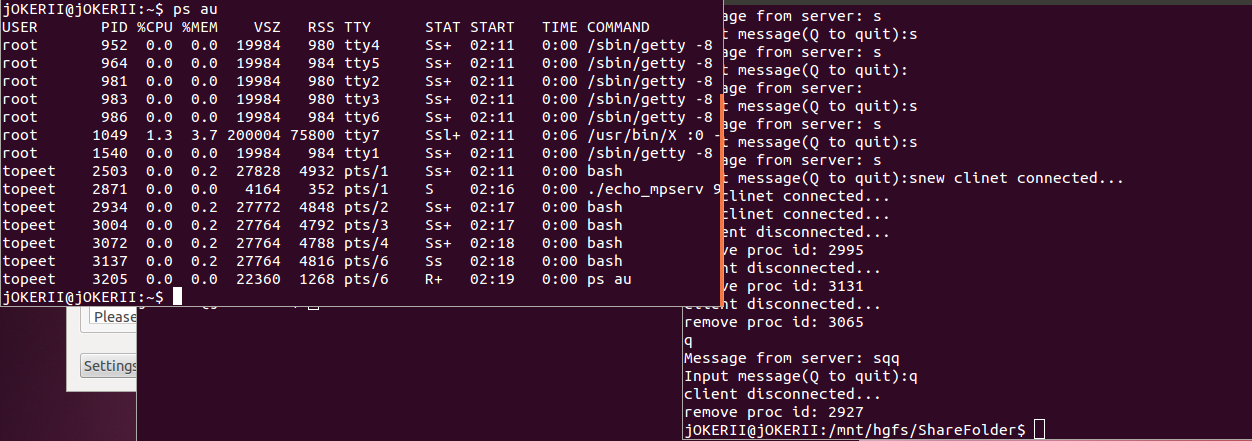 jOKERII@jOKERII:~$ ps au
USER       PID %CPU %MEM    VSZ   RSS TTY      STAT START   TIME COMMAND
root       952  0.0  0.0  19984   980 tty4     Ss+  02:11   0:00 /sbin/getty -8
root       964  0.0  0.0  19984   984 tty5     Ss+  02:11   0:00 /sbin/getty -8
root       981  0.0  0.0  19984   980 tty2     Ss+  02:11   0:00 /sbin/getty -8
root       983  0.0  0.0  19984   980 tty3     Ss+  02:11   0:00 /sbin/getty -8
root       986  0.0  0.0  19984   984 tty6     Ss+  02:11   0:00 /sbin/getty -8
root      1049  1.3  3.7 200004 75800 tty7     Ssl+ 02:11   0:06 /usr/bin/X :0 -
root      1540  0.0  0.0  19984   984 tty1     Ss+  02:11   0:00 /sbin/getty -8
topeet    2503  0.0  0.2  27828  4932 pts/1    Ss+  02:11   0:00 bash
topeet    2871  0.0  0.0   4164   352 pts/1    S    02:16   0:00 ./echo_mpserv 9
topeet    2934  0.0  0.2  27772  4848 pts/2    Ss+  02:17   0:00 bash
topeet    3004  0.0  0.2  27764  4792 pts/3    Ss+  02:17   0:00 bash
topeet    3072  0.0  0.2  27764  4788 pts/4    Ss+  02:18   0:00 bash
topeet    3137  0.0  0.2  27764  4816 pts/6    Ss   02:18   0:00 bash
topeet    3205  0.0  0.0  22360  1268 pts/6    R+   02:19   0:00 ps au
jOKERII@jOKERII:~$
Please
Settings
age from server: s
t message(Q to quit):s
age from server: s
t message(Q to quit):
age from server:
t message(Q to quit):s
age from server: s
t message(Q to quit):s
age from server: s
t message(Q to quit):snew clinet connected...
clinet connected...
clinet connected...
ent disconnected...
ve proc id: 2995
nt disconnected...
ve proc id: 3131
client disconnected...
remove proc id: 3065
q
Message from server: sqq
Input message(Q to quit):q
client disconnected...
remove proc id: 2927
jOKERII@jOKERII:/mnt/hgfs/ShareFolder$